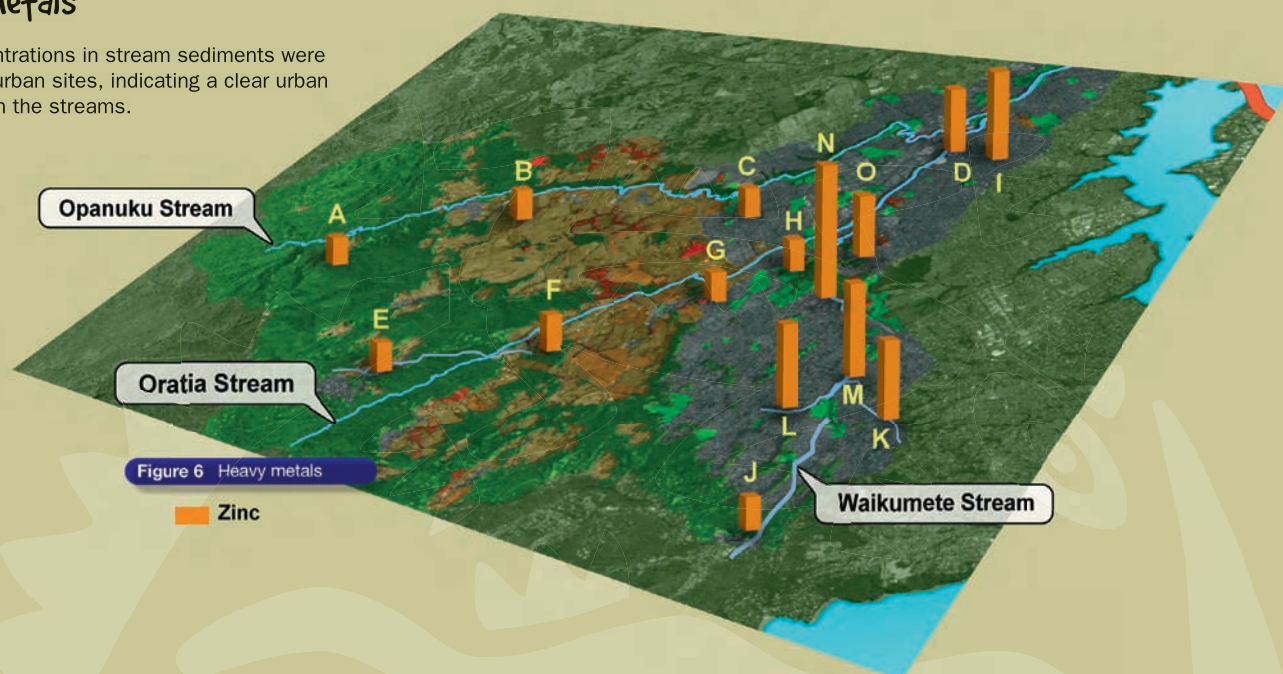 Metals
ntrations in stream sediments were
urban sites, indicating a clear urban
n the streams.
N
B
C
O
D
I
Opanuku Stream
A
H
G
F
E
Oratia Stream
M
L
K
Figure 6 Heavy metals
J
Waikumete Stream
Zinc